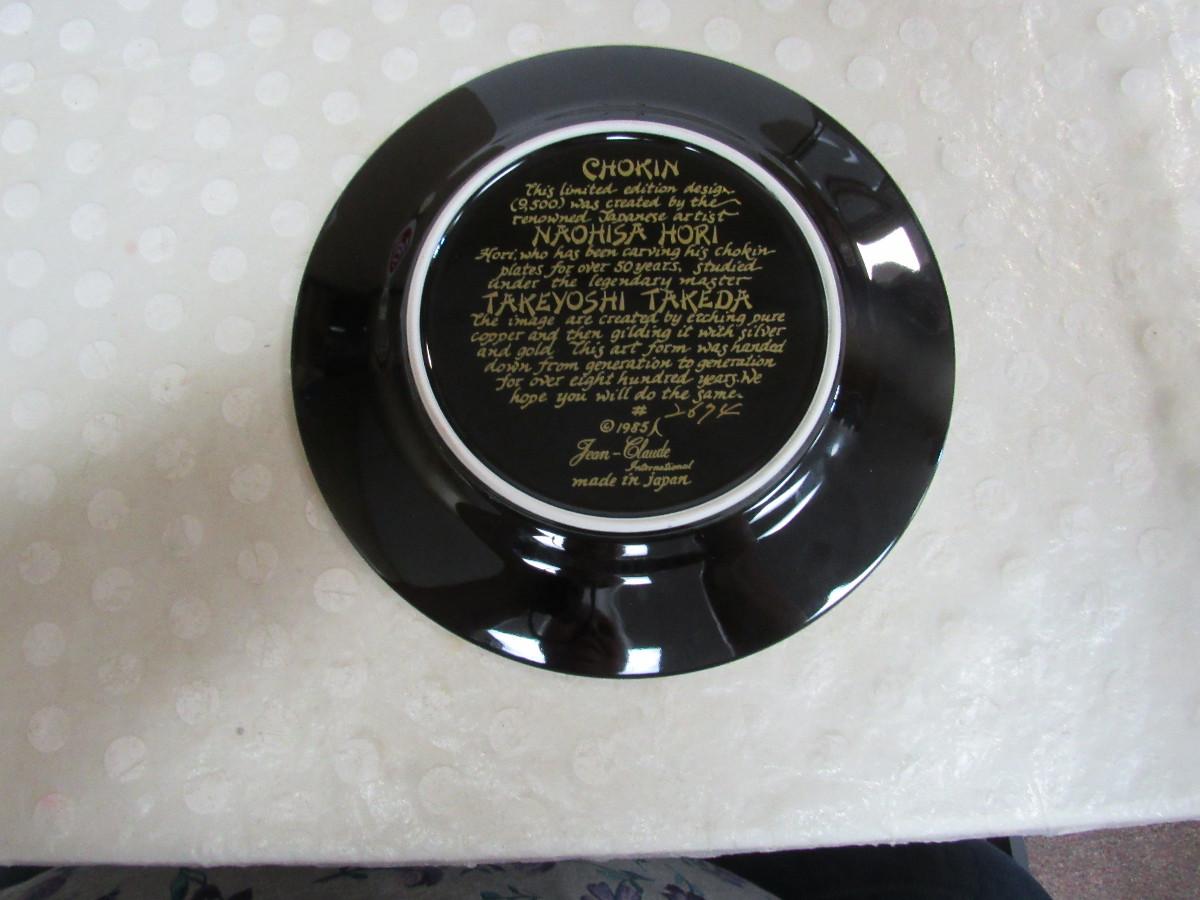 CHOKIN
This limited edition design
(9,500) was created by the
renowned Japanese artist
NAOHISA HORI
Hori, who has been carving his chokin
plates for over 50 years, studied
under the legendary master
TAKEYOSHI TAKEDA
The image are created by etching pure
copper and then gilding it with silver
and gold. This art form was handed
down from generation to generation
for over eight hundred years. We
hope you will do the same.
# 2674
© 1985
Jean-Claude
International
made in japan